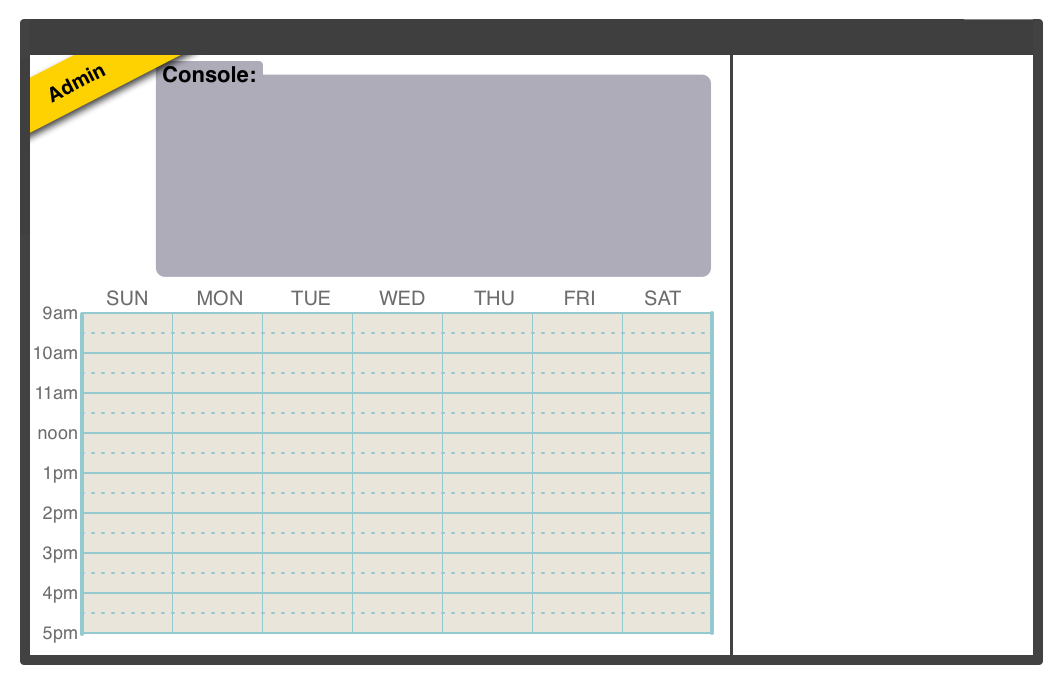 Admin
Console:
SUN MON TUE WED THU FRI SAT
9am
10am
11am
noon
1pm
2pm
3pm
4pm
5pm